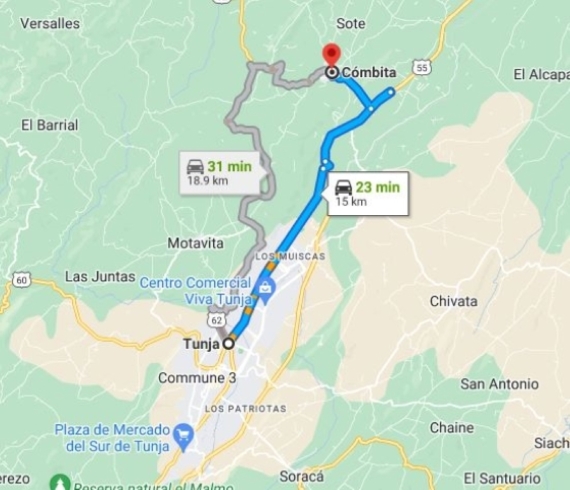 Versalles
Sote
Cómbita
55
El Alcapa
El Barrial
31 min
18.9 km
23 min
15 km
Motavita
LOS MUISCAS
Las Juntas
60
Centro Comercial
Viva Tunja
Chivata
62
Tunja
Commune 3
San Antonio
LOS PATRIOTAS
Plaza de Mercado
del Sur de Tunja
Chaine
Siach
erezo
Soracá
El Santuario
Reserva natural el Malmo